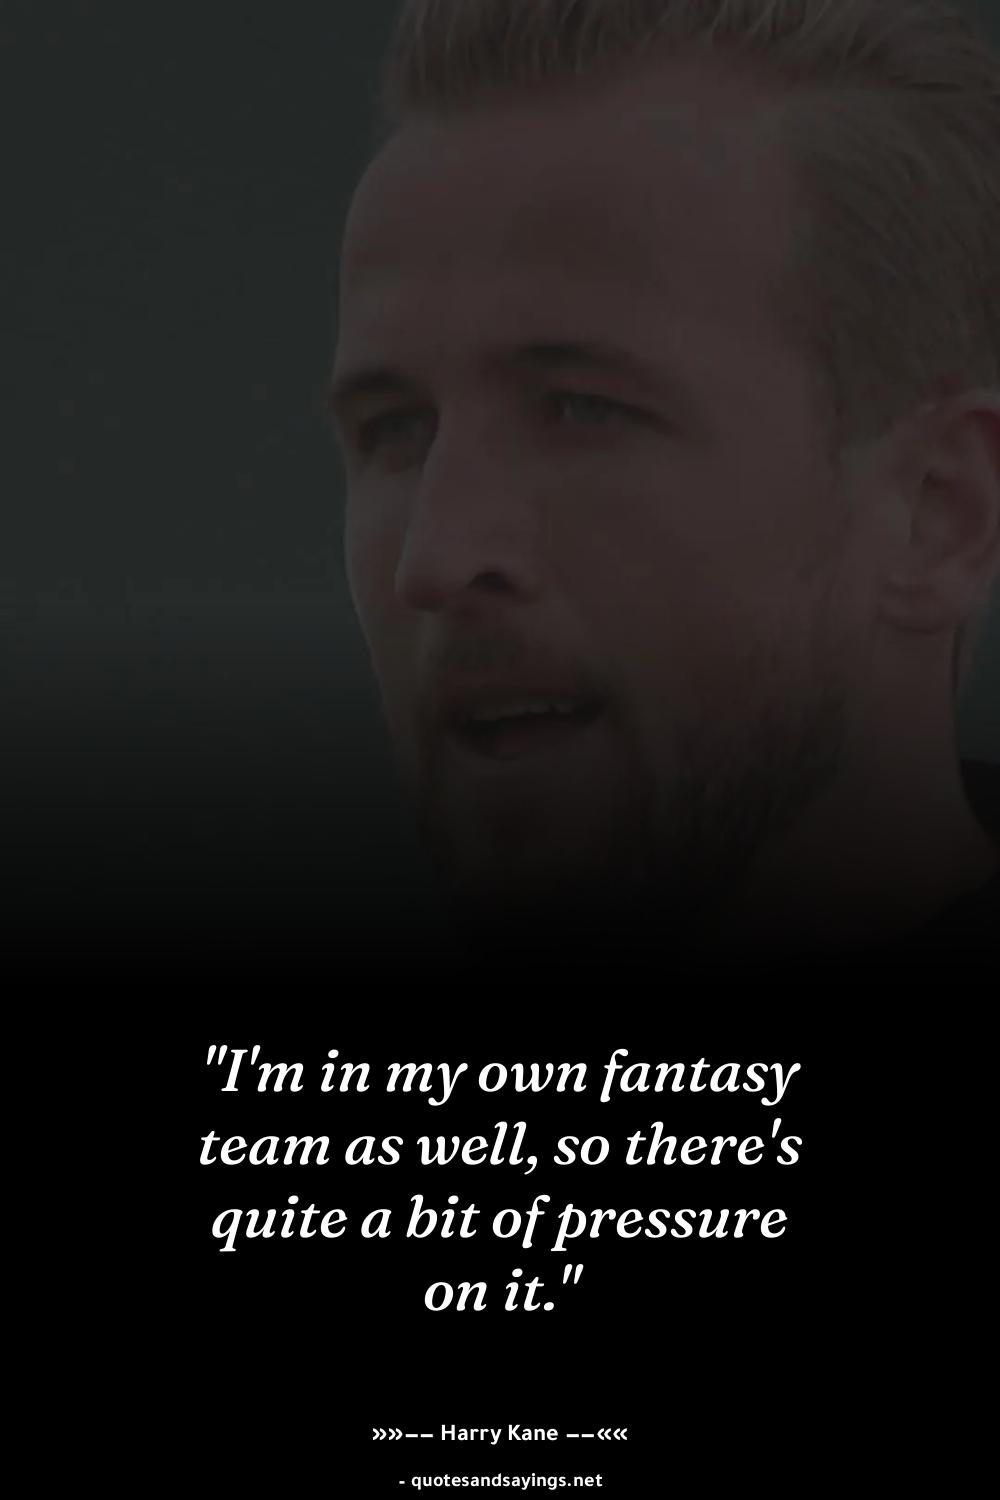 "I'm in my own fantasy
team as well, so there's
quite a bit of pressure
on it."
»»–– Harry Kane ––««
- quotesandsayings.net